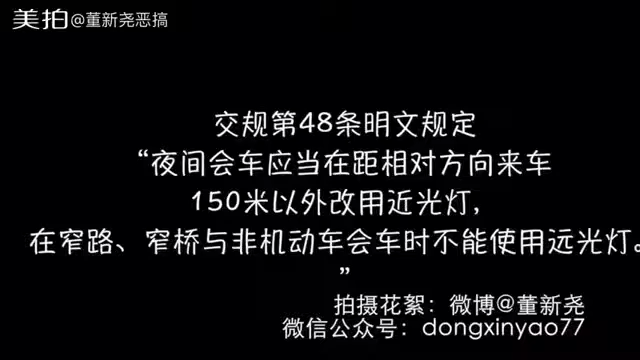 美拍@董新尧恶搞
交规第48条明文规定
“夜间会车应当在距相对方向来车
150米以外改用近光灯,
在窄路、窄桥与非机动车会车时不能使用远光灯。
”
拍摄花絮：微博@董新尧
微信公众号：dongxinyao77